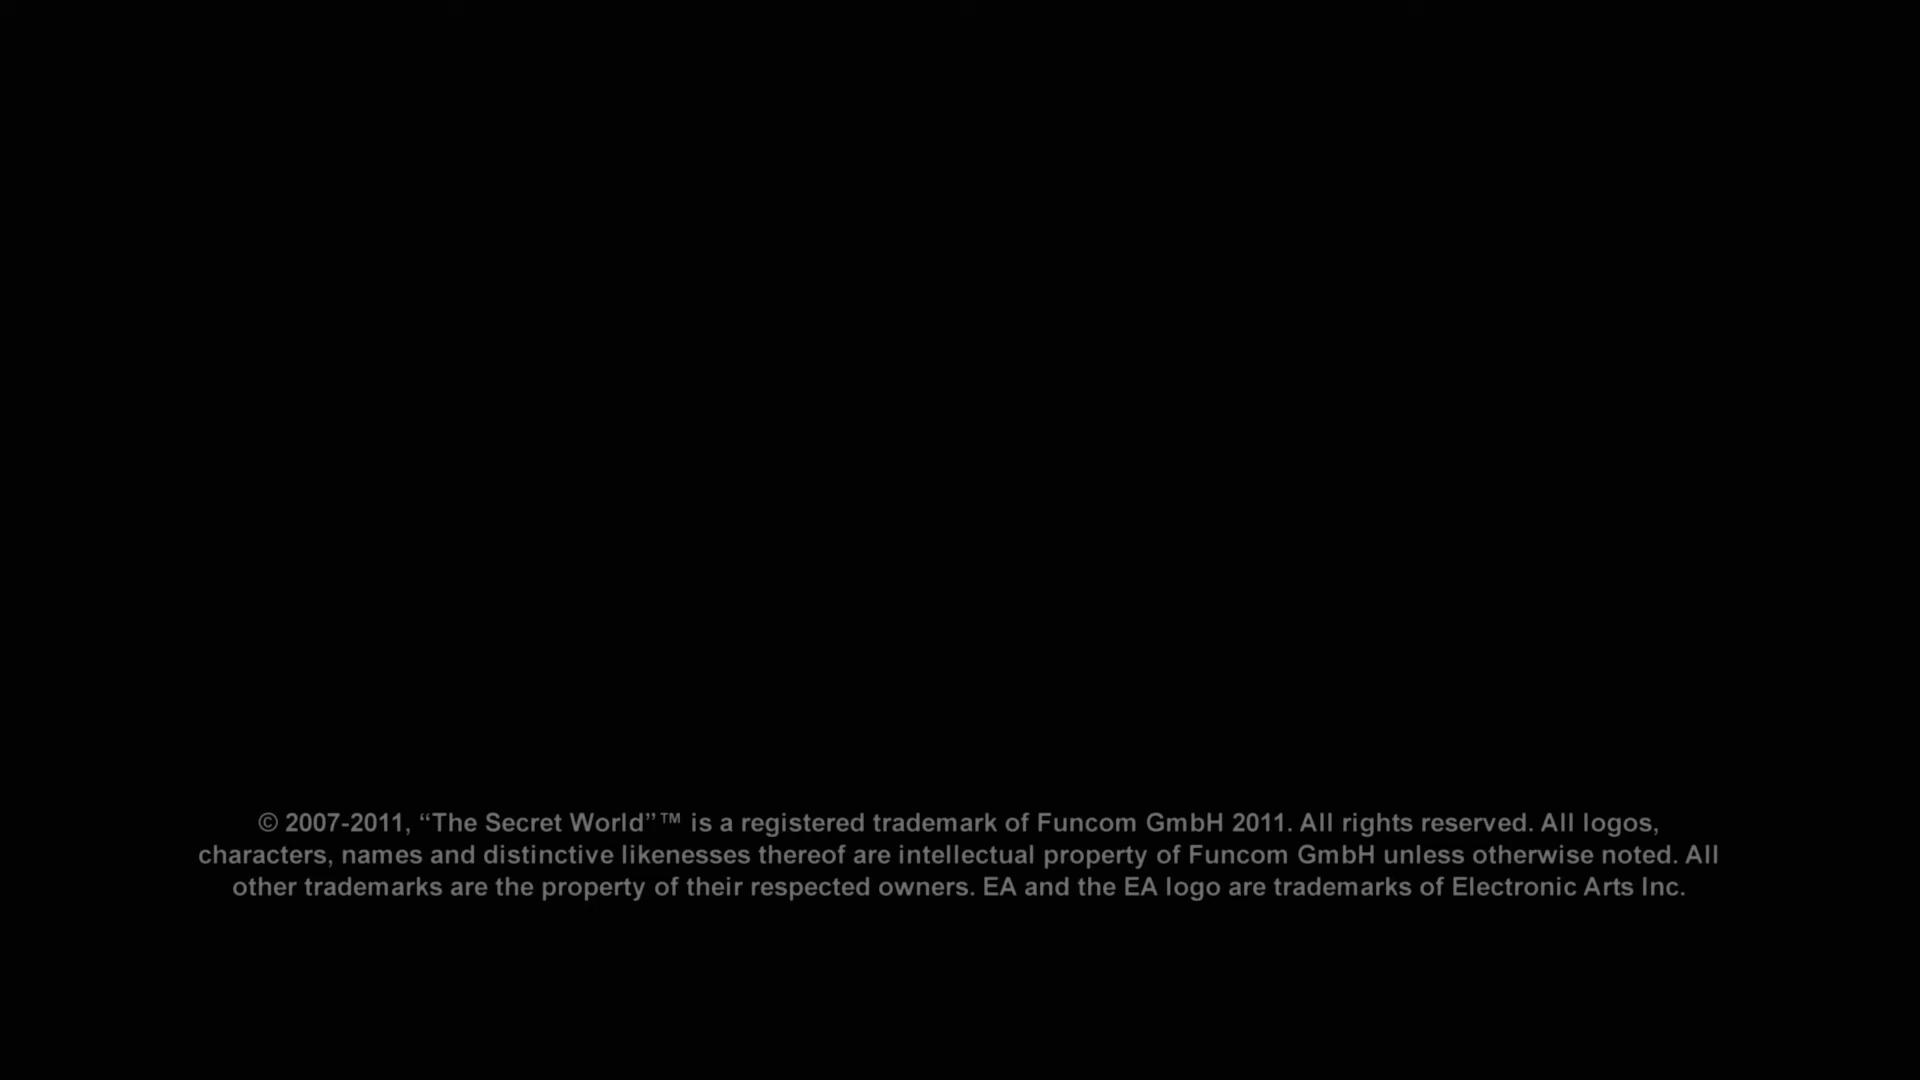 © 2007-2011, “The Secret World”™ is a registered trademark of Funcom GmbH 2011. All rights reserved. All logos,
characters, names and distinctive likenesses thereof are intellectual property of Funcom GmbH unless otherwise noted. All
other trademarks are the property of their respected owners. EA and the EA logo are trademarks of Electronic Arts Inc.